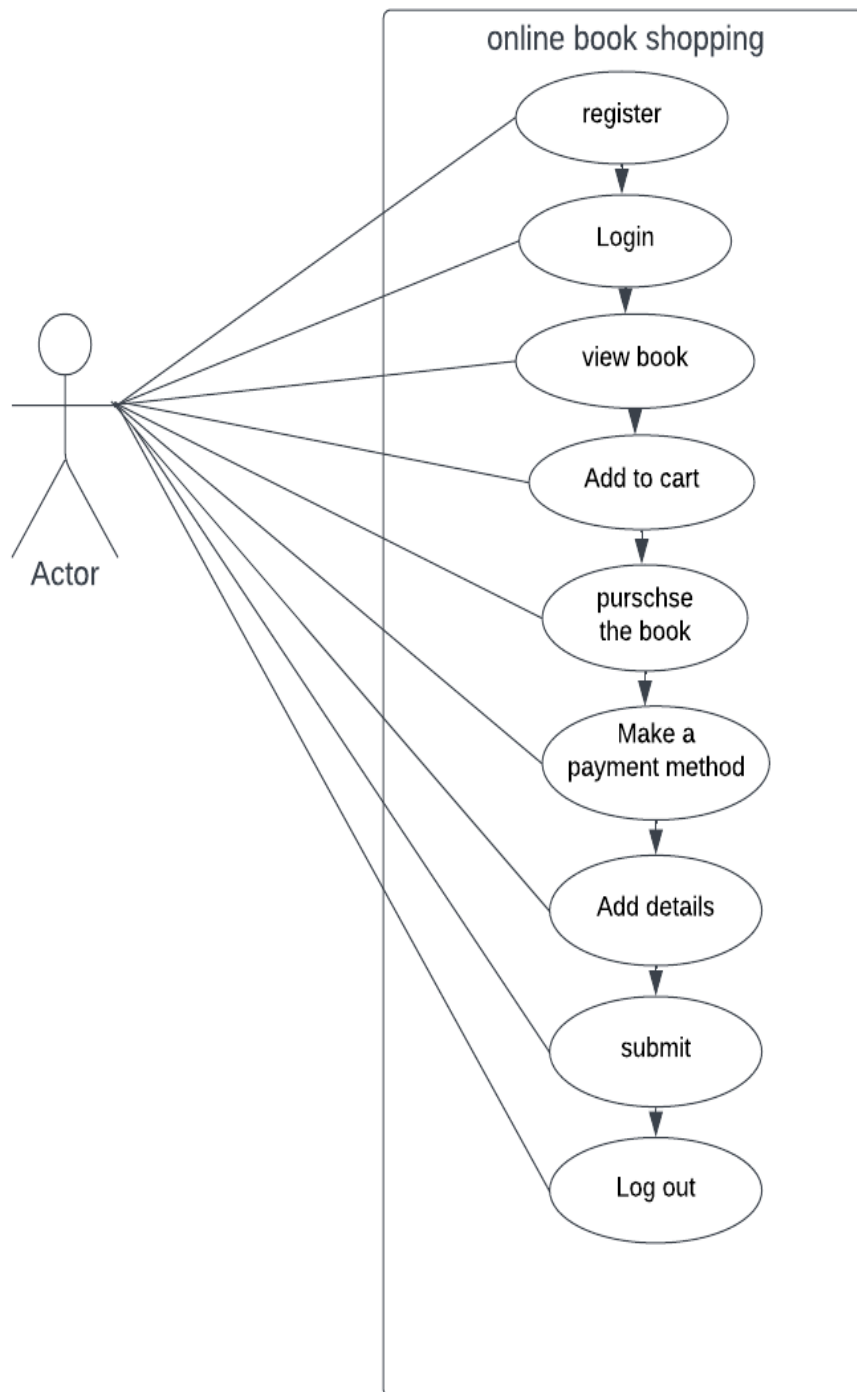 online book shopping
register
Login
view book
Add to cart
purschse
the book
Make a
payment method
Add details
submit
Log out
Actor